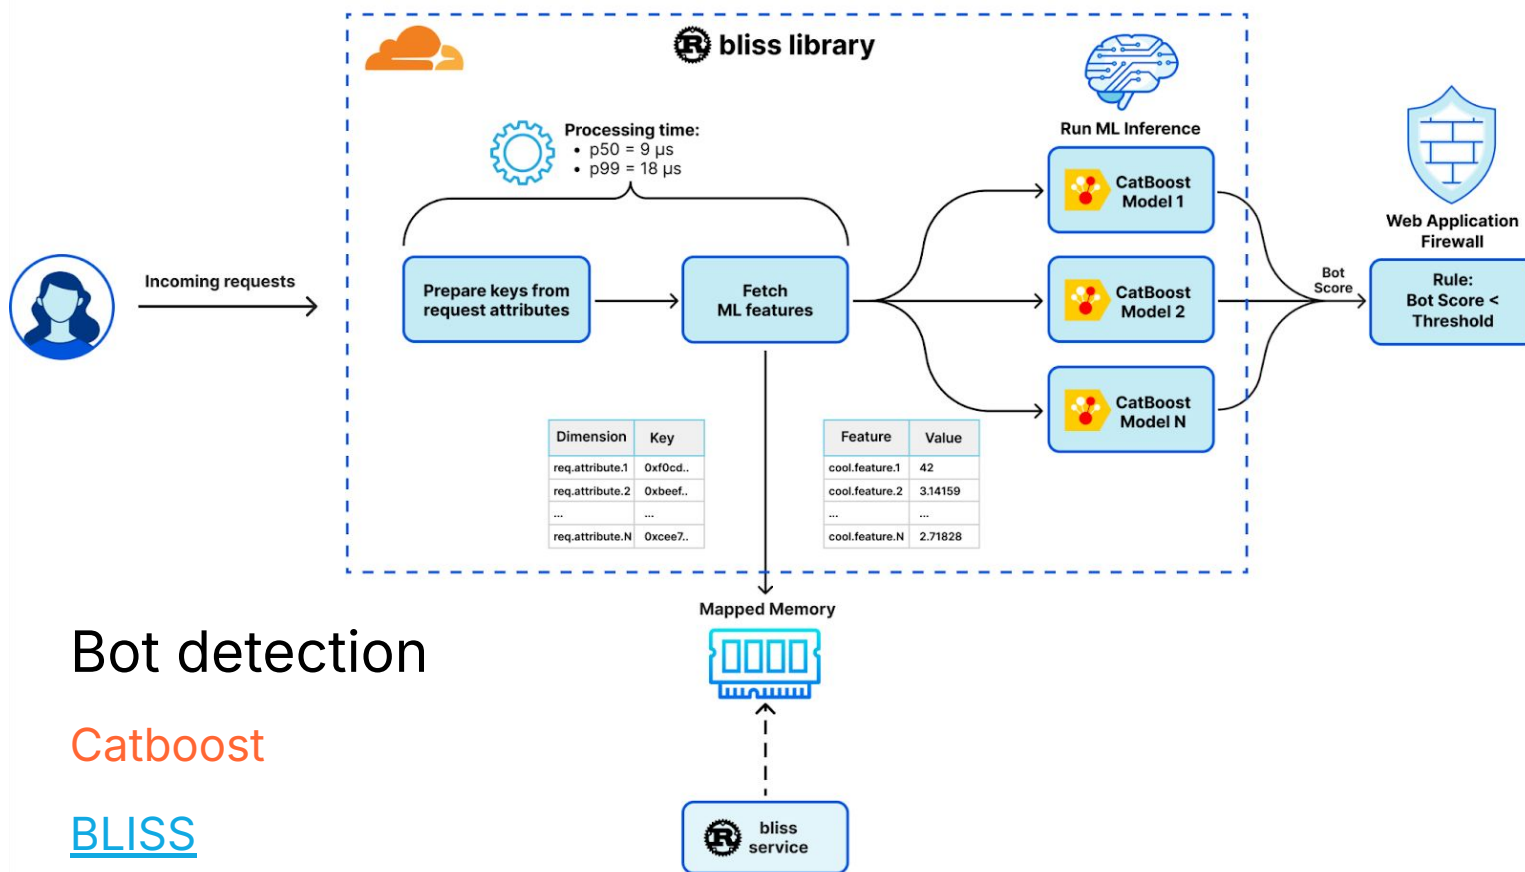 bliss library
Processing time:
• p50 = 9 µs
• p99 = 18 µs
Run ML Inference
CatBoost
Model 1
Web Application
Firewall
Incoming requests
Prepare keys from
request attributes
Fetch
ML features
CatBoost
Model 2
Bot
Score
Rule:
Bot Score <
Threshold
CatBoost
Model N
Dimension Key
req.attribute.1 0xf0cd..
req.attribute.2 0xbeef..
... ...
req.attribute.N 0xcee7..
Feature Value
cool.feature.1 42
cool.feature.2 3.14159
... ...
cool.feature.N 2.71828
Mapped Memory
Bot detection
Catboost
BLISS
R
bliss
service